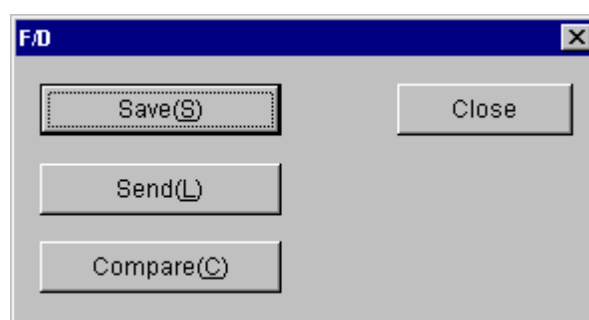 F/D
Save(S)
Close
Send(L)
Compare(C)